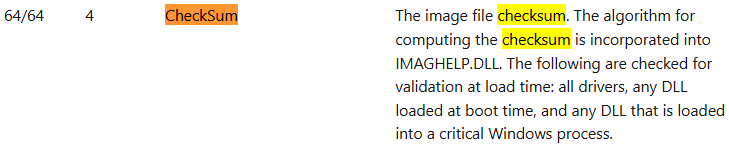 64/64 4 CheckSum The image file checksum. The algorithm for
computing the checksum is incorporated into
IMAGHELP.DLL. The following are checked for
validation at load time: all drivers, any DLL
loaded at boot time, and any DLL that is loaded
into a critical Windows process.